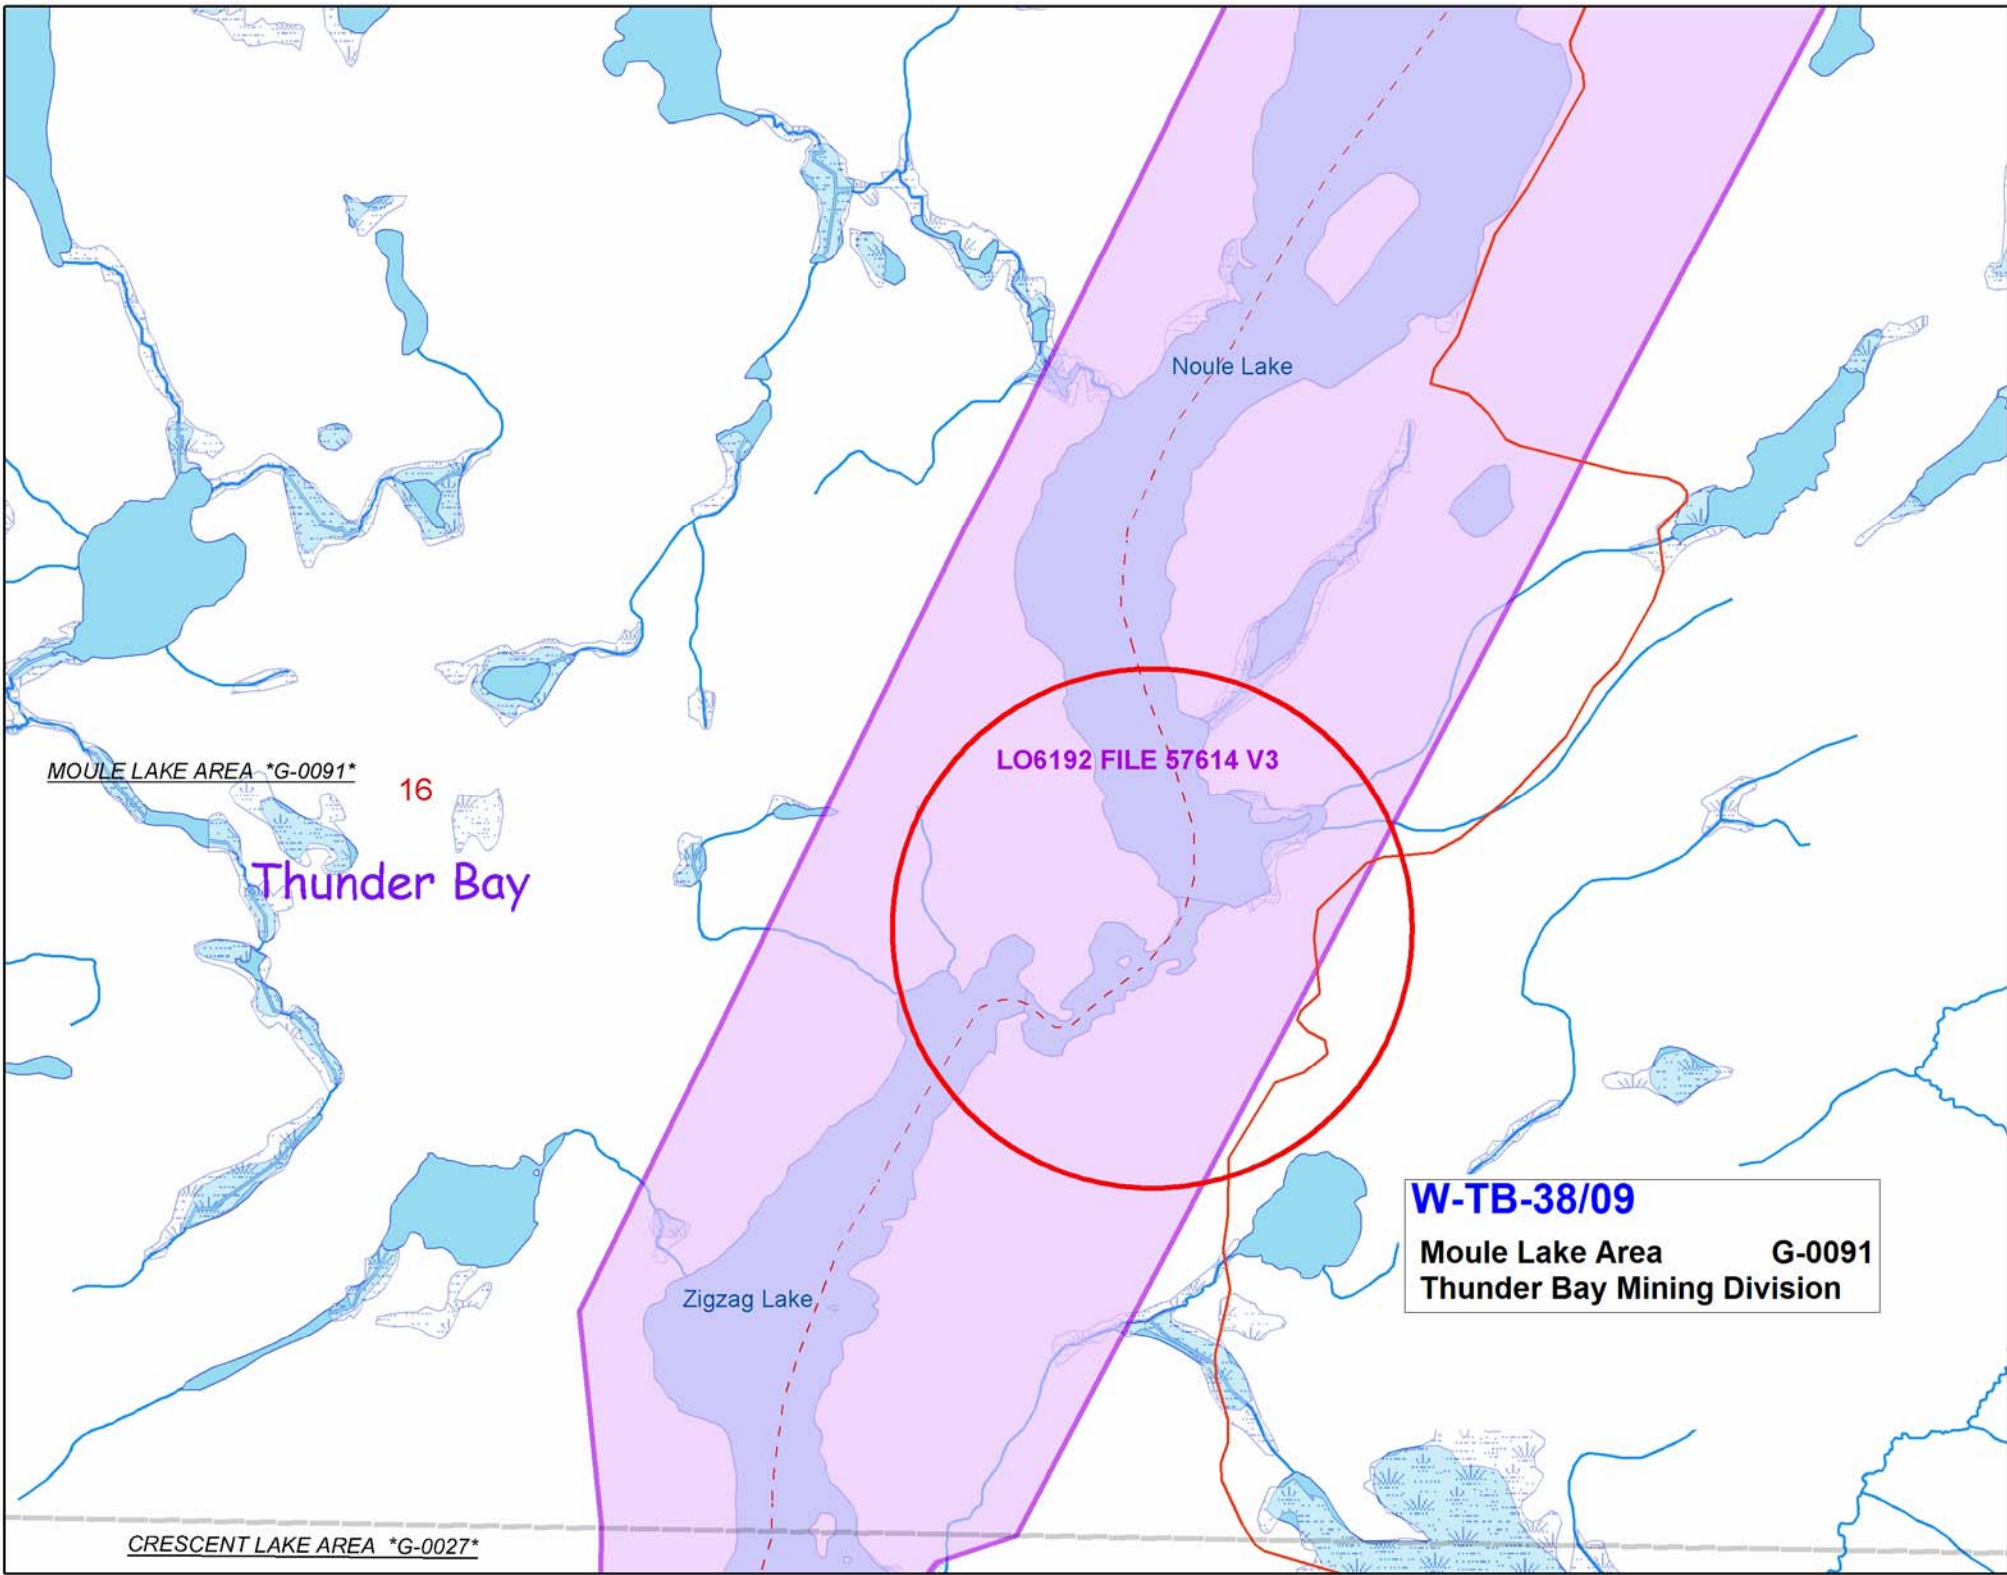 Noule Lake
LO6192 FILE 57614 V3
MOULE LAKE AREA *G-0091*
16
Thunder Bay
W-TB-38/09
Moule Lake Area G-0091
Thunder Bay Mining Division
Zigzag Lake
CRESCENT LAKE AREA *G-0027*